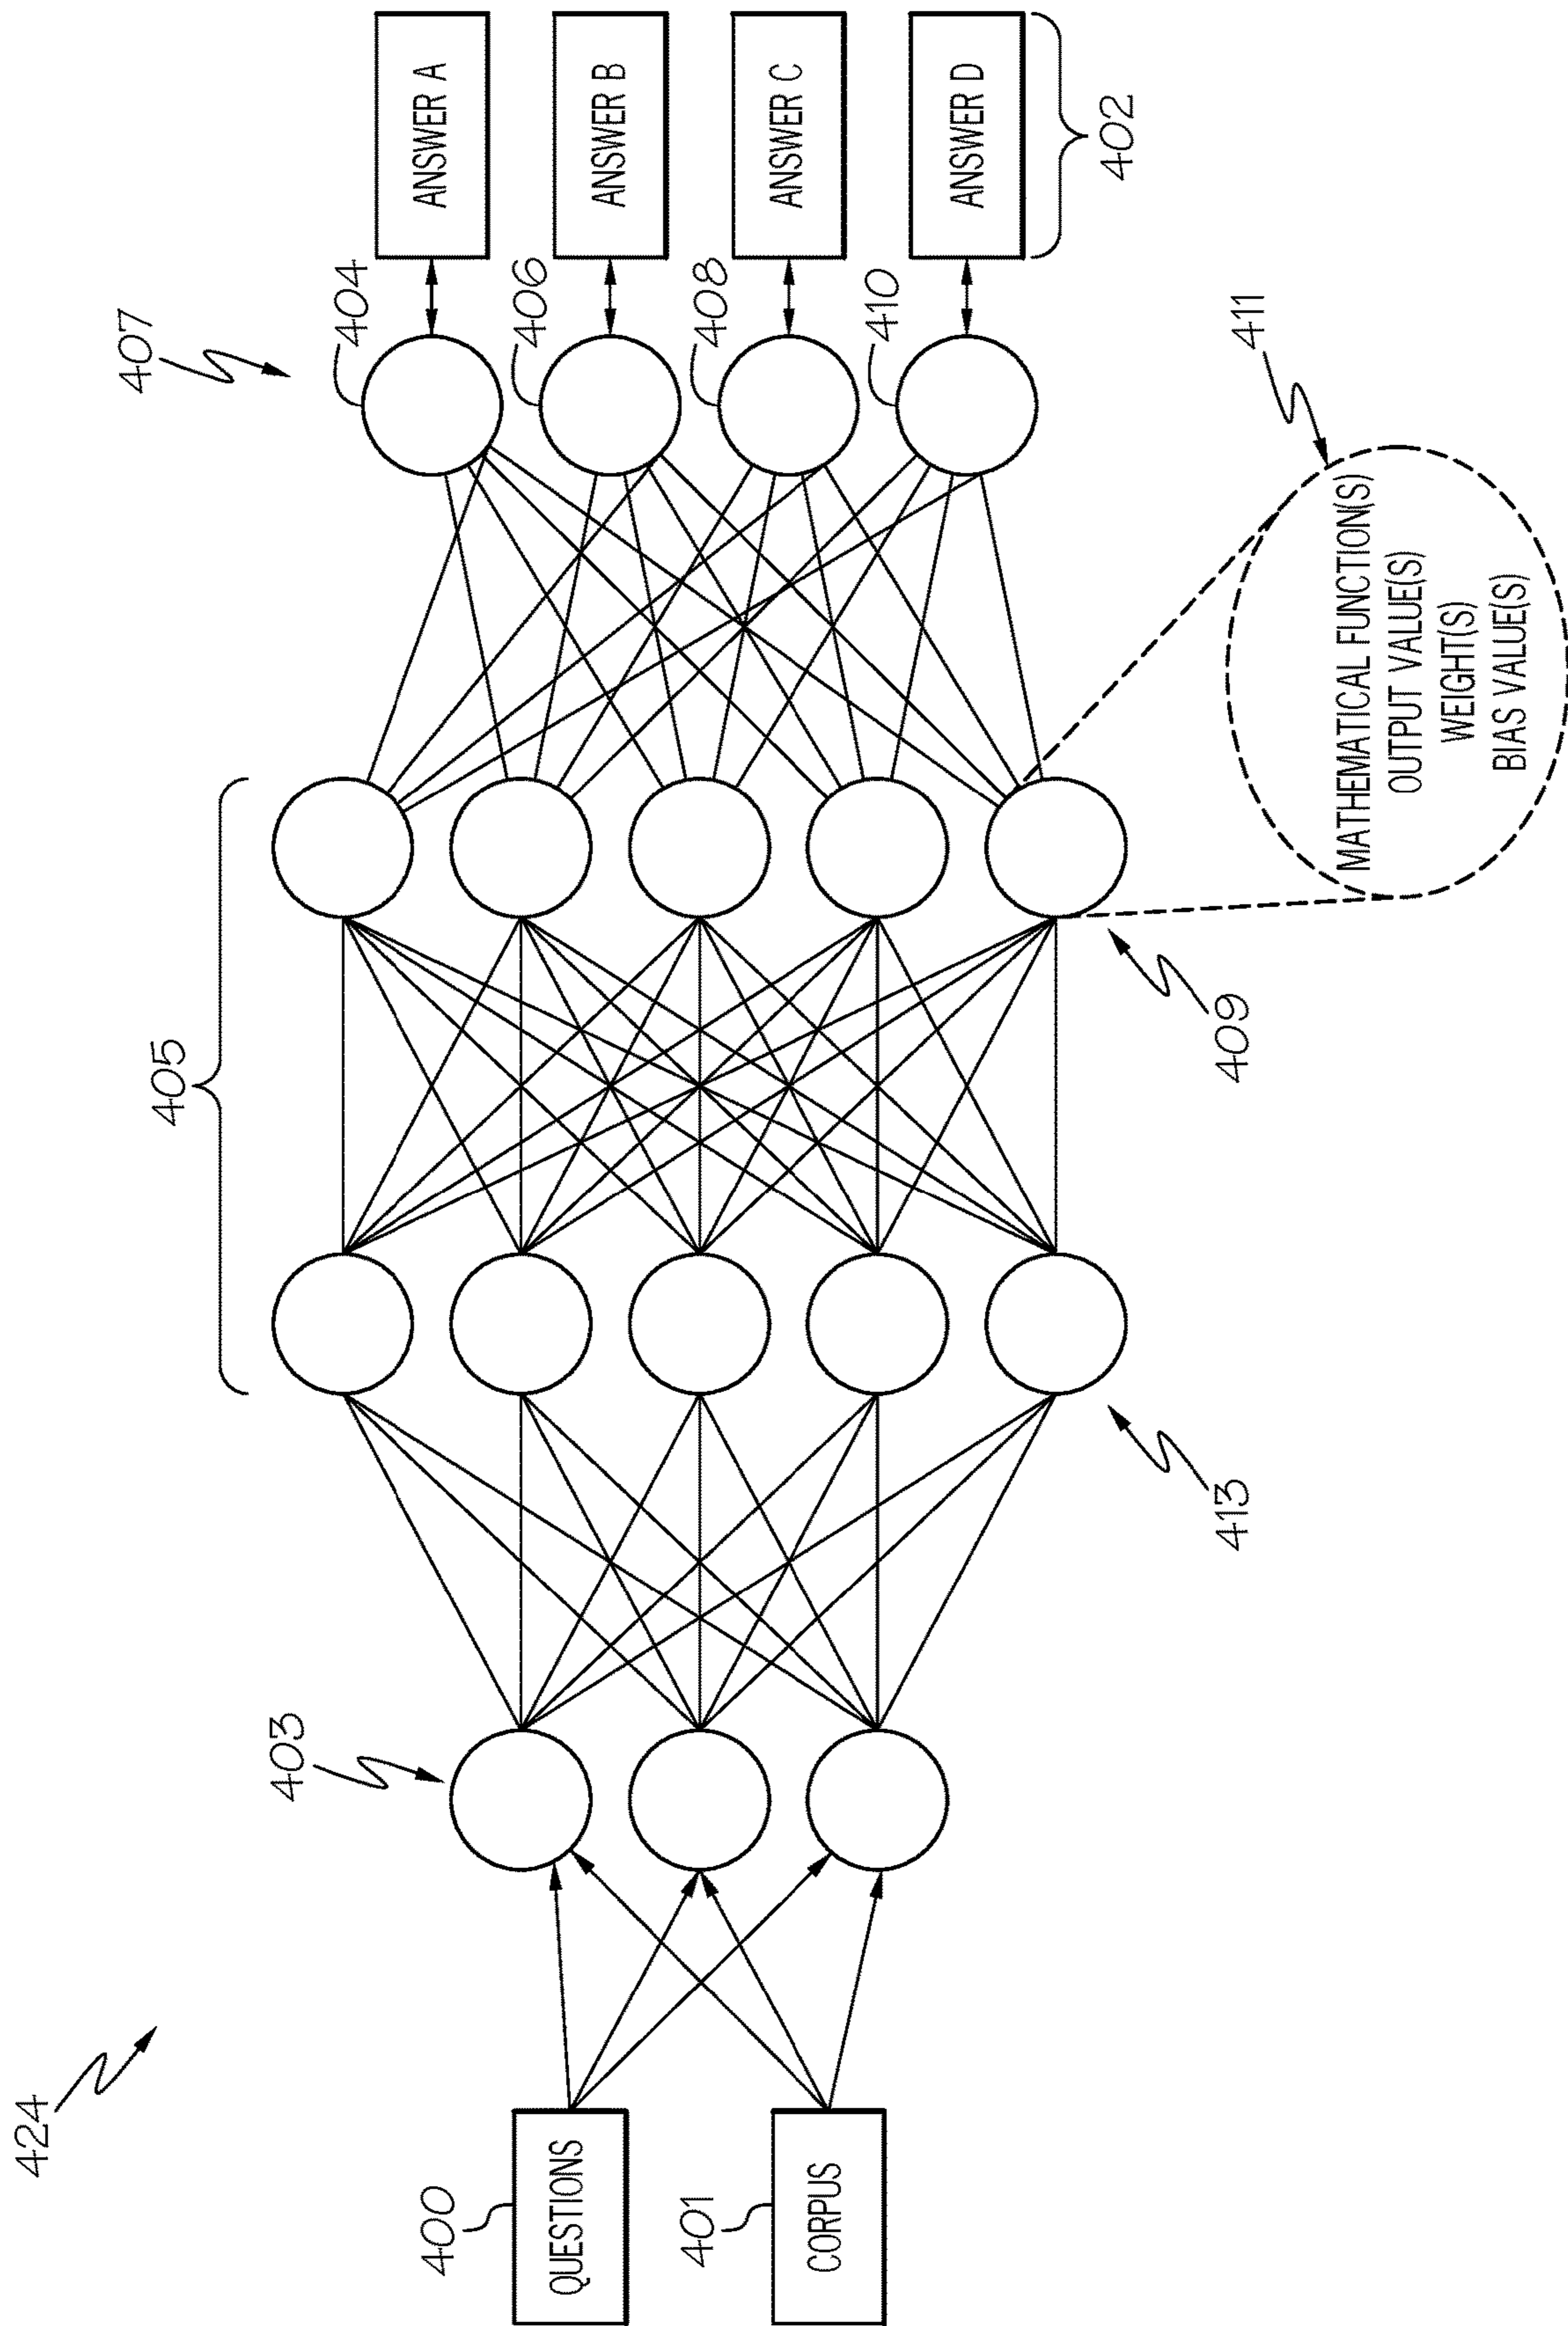 424
400
QUESTIONS
401
CORPUS
403
405
413
409
407
404
406
408
410
ANSWER A
ANSWER B
ANSWER C
ANSWER D
402
411
MATHEMATICAL FUNCTION(S)
OUTPUT VALUE(S)
WEIGHT(S)
BIAS VALUE(S)